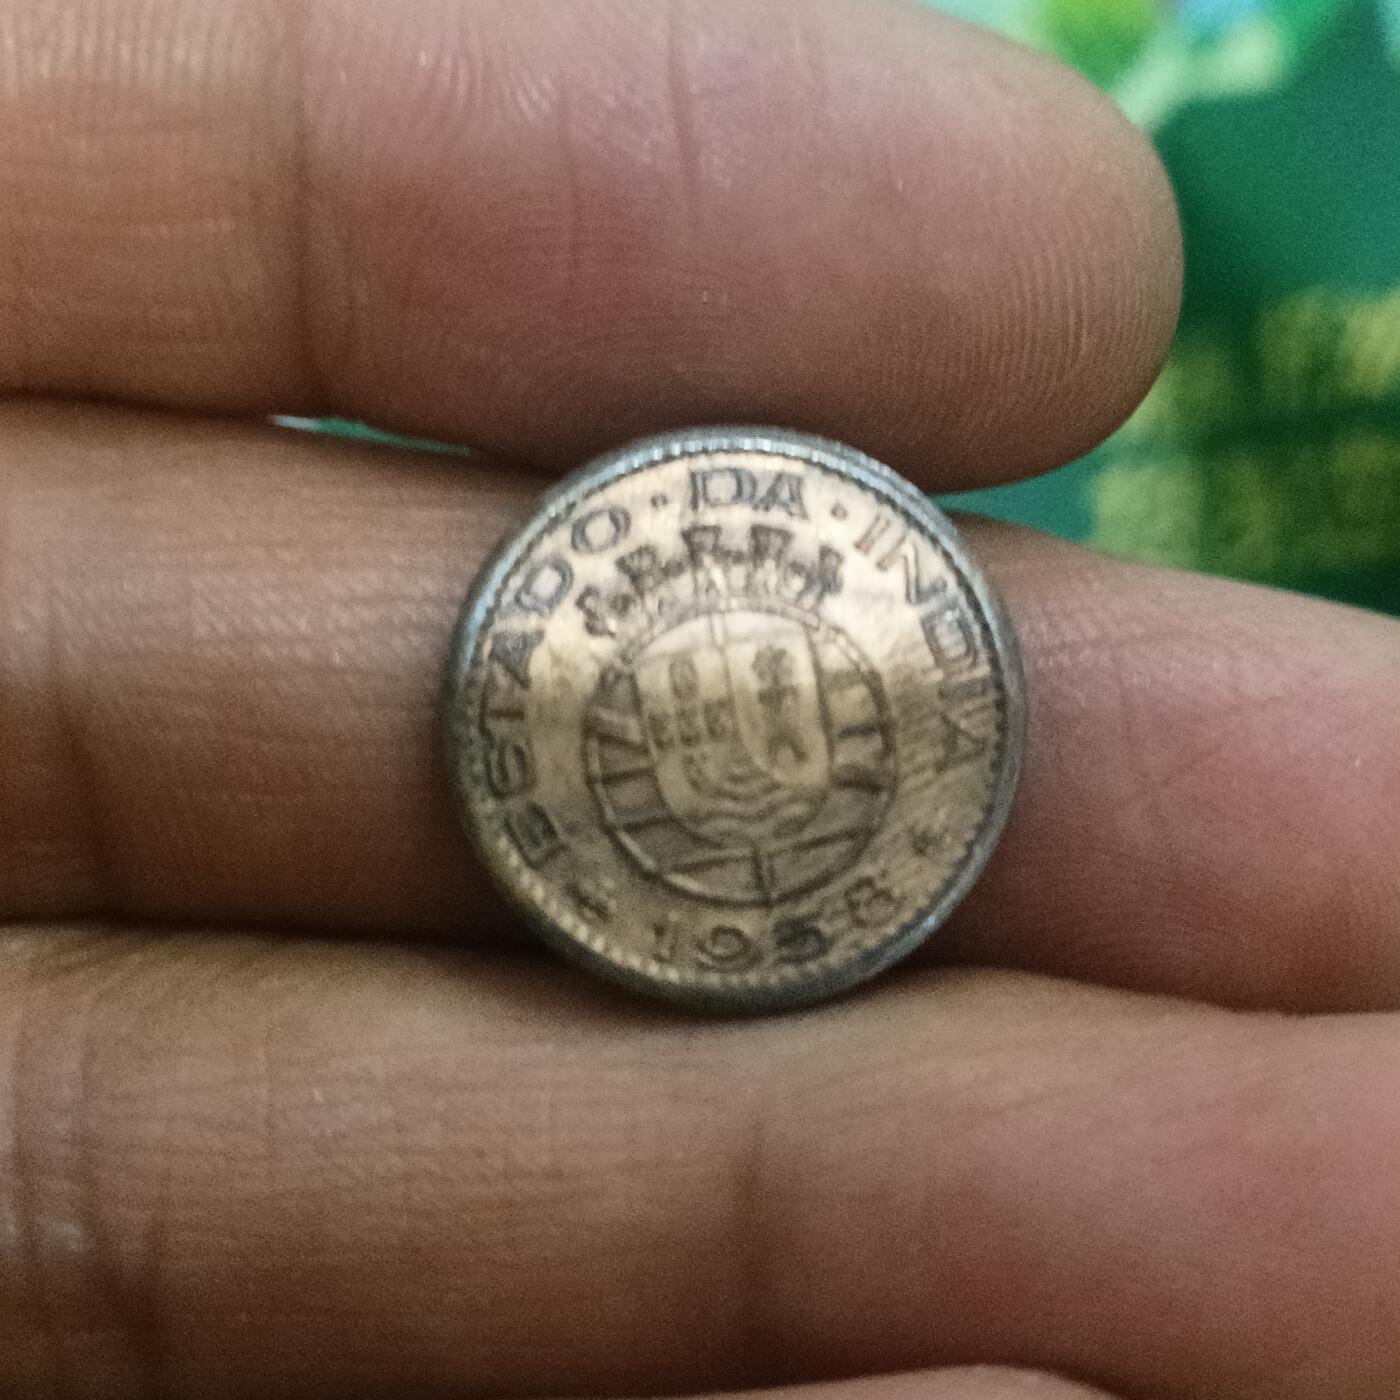 ESTADO · DA · INDIA
1958